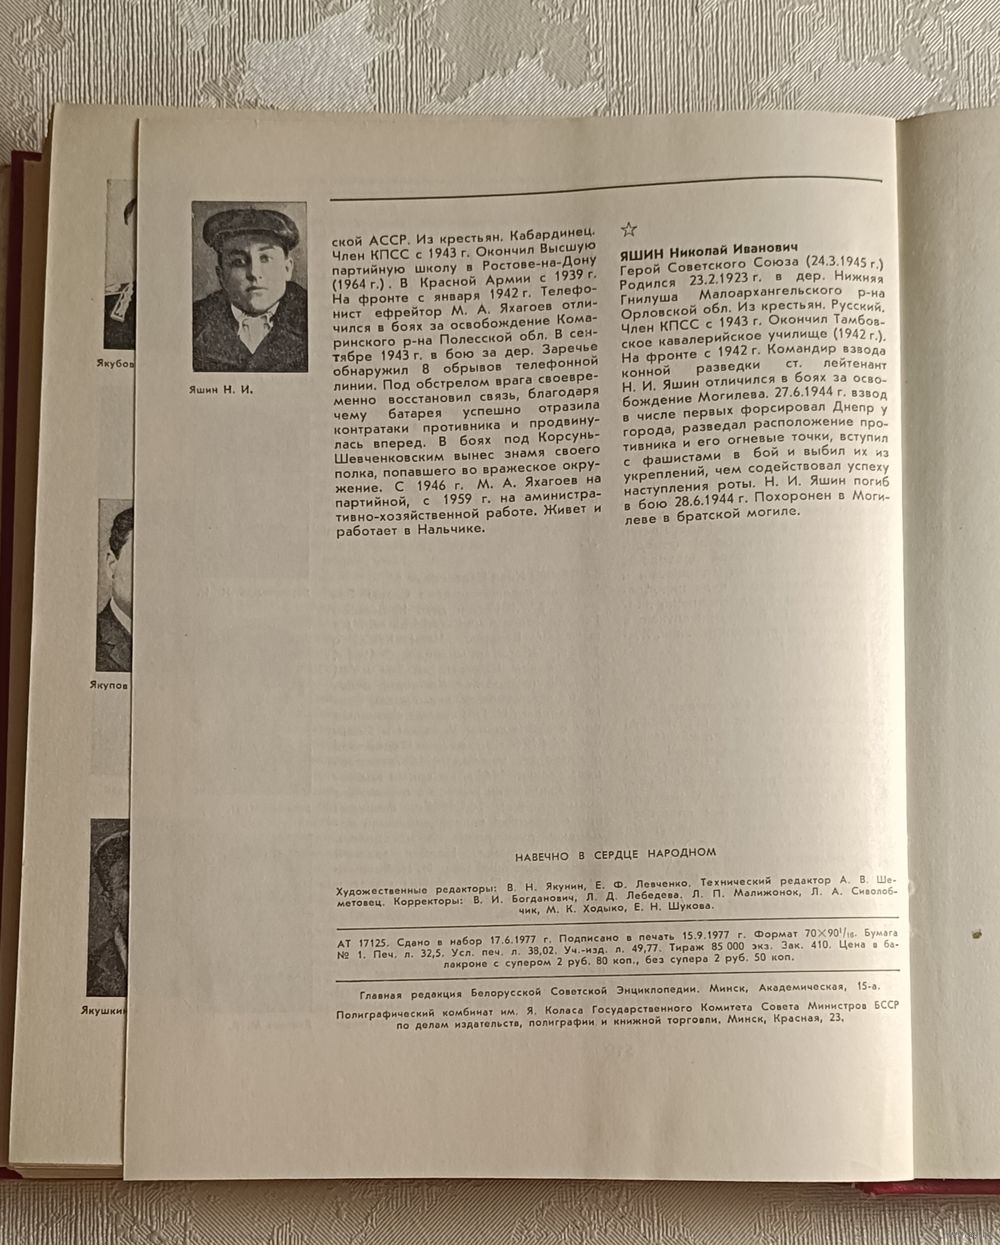 Якубов
Якупов
Якушкин
Яшин Н. И.
ской АССР. Из крестьян. Кабардинец.
Член КПСС с 1943 г. Окончил Высшую
партийную школу в Ростове-на-Дону
(1964 г.). В Красной Армии с 1939 г.
На фронте с января 1942 г. Телефо-
нист ефрейтор М. А. Яхагоев отли-
чился в боях за освобождение Кома-
ринского р-на Полесской обл. В сен-
тябре 1943 г. в бою за дер. Заречье
обнаружил 8 обрывов телефонной
линии. Под обстрелом врага своевре-
менно восстановил связь, благодаря
чему батарея успешно отразила
контратаки противника и продвину-
лась вперед. В боях под Корсунь-
Шевченковским вынес знамя своего
полка, попавшего во вражеское окру-
жение. С 1946 г. М. А. Яхагоев на
партийной, с 1959 г. на аминистра-
тивно-хозяйственной работе. Живет и
работает в Нальчике.
ЯШИН Николай Иванович
Герой Советского Союза (24.3.1945 г.)
Родился 23.2.1923 г. в дер. Нижняя
Гнилуша Малоархангельского р-на
Орловской обл. Из крестьян. Русский.
Член КПСС с 1943 г. Окончил Тамбов-
ское кавалерийское училище (1942 г.).
На фронте с 1942 г. Командир взвода
конной разведки ст. лейтенант
Н. И. Яшин отличился в боях за осво-
бождение Могилева. 27.6.1944 г. взвод
в числе первых форсировал Днепр у
города, разведал расположение про-
тивника и его огневые точки, вступил
с фашистами в бой и выбил их из
укреплений, чем содействовал успеху
наступления роты. Н. И. Яшин погиб
в бою 28.6.1944 г. Похоронен в Моги-
леве в братской могиле.
НАВЕЧНО В СЕРДЦЕ НАРОДНОМ
Художественные редакторы: В. Н. Якунин, Е. Ф. Левченко. Технический редактор А. В. Ше-
метовец. Корректоры: В. И. Богданович, Л. Д. Лебедева, Л. П. Малижонок, Л. А. Сиволоб-
чик, М. К. Ходыко, Е. Н. Шукова.
АТ 17125. Сдано в набор 17.6.1977 г. Подписано в печать 15.9.1977 г. Формат 70×90¹/₁₆. Бумага
№ 1. Печ. л. 32,5. Усл. печ. л. 38,02. Уч.-изд. л. 49,77. Тираж 85 000 экз. Зак. 410. Цена в ба-
лакроне с супером 2 руб. 80 коп., без супера 2 руб. 50 коп.
Главная редакция Белорусской Советской Энциклопедии. Минск, Академическая, 15-а.
Полиграфический комбинат им. Я. Коласа Государственного Комитета Совета Министров БССР
по делам издательств, полиграфии и книжной торговли. Минск, Красная, 23.